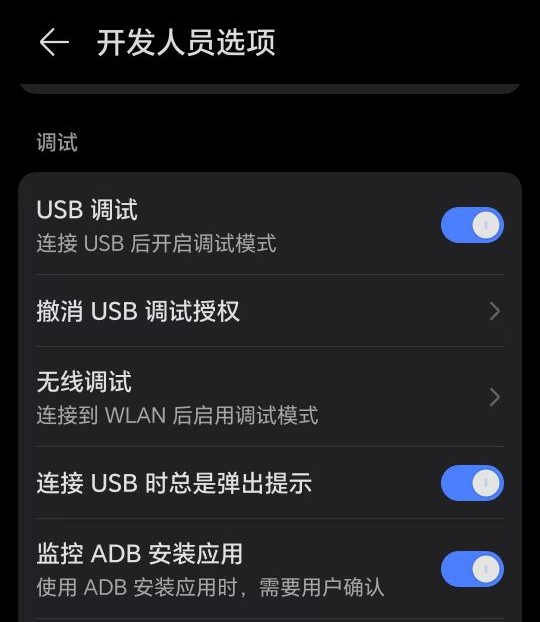 开发人员选项
调试
USB 调试
连接 USB 后开启调试模式
撤消 USB 调试授权
无线调试
连接到 WLAN 后启用调试模式
连接 USB 时总是弹出提示
监控 ADB 安装应用
使用 ADB 安装应用时，需要用户确认